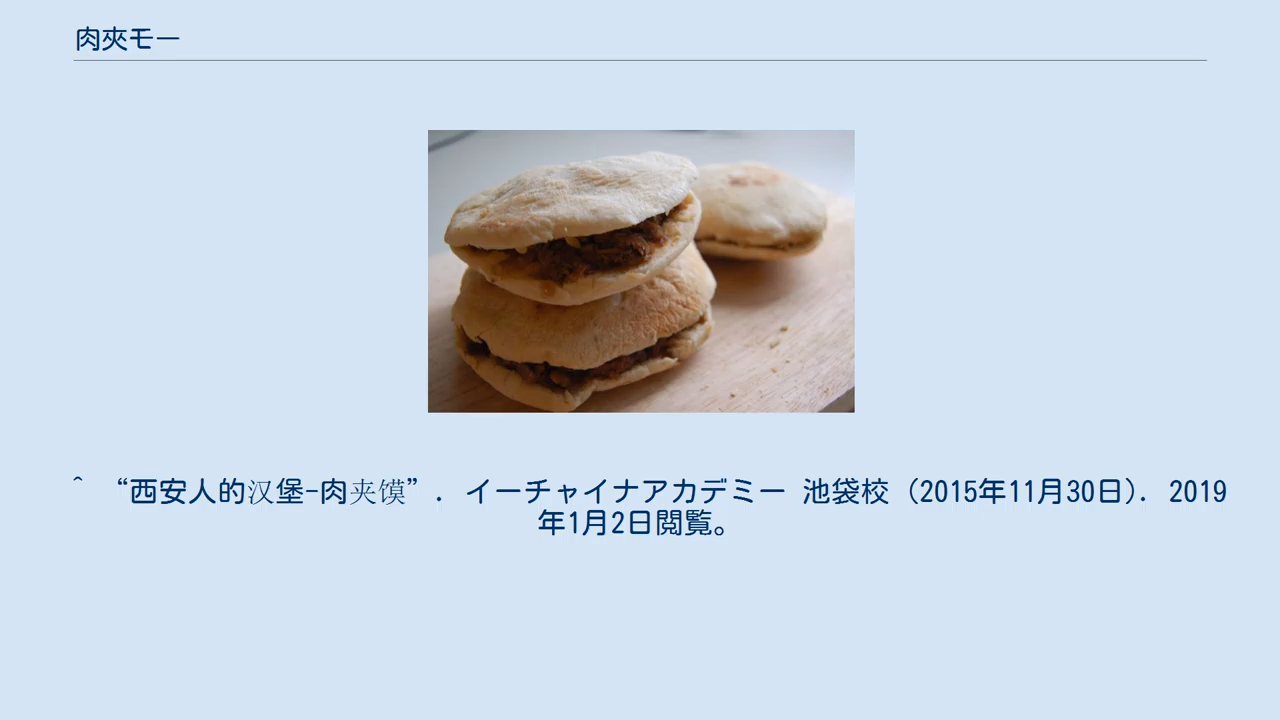 肉夾モー
^ “西安人的汉堡-肉夹馍”. イーチャイナアカデミー 池袋校 (2015年11月30日). 2019
年1月2日閲覧。